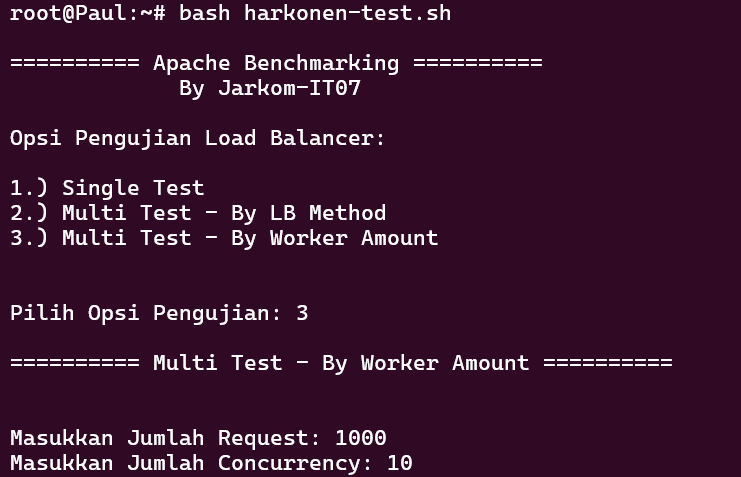 root@Paul:~# bash harkonen-test.sh
========== Apache Benchmarking ==========
By Jarkom-IT07
Opsi Pengujian Load Balancer:
1.) Single Test
2.) Multi Test - By LB Method
3.) Multi Test - By Worker Amount
Pilih Opsi Pengujian: 3
========== Multi Test - By Worker Amount ==========
Masukkan Jumlah Request: 1000
Masukkan Jumlah Concurrency: 10